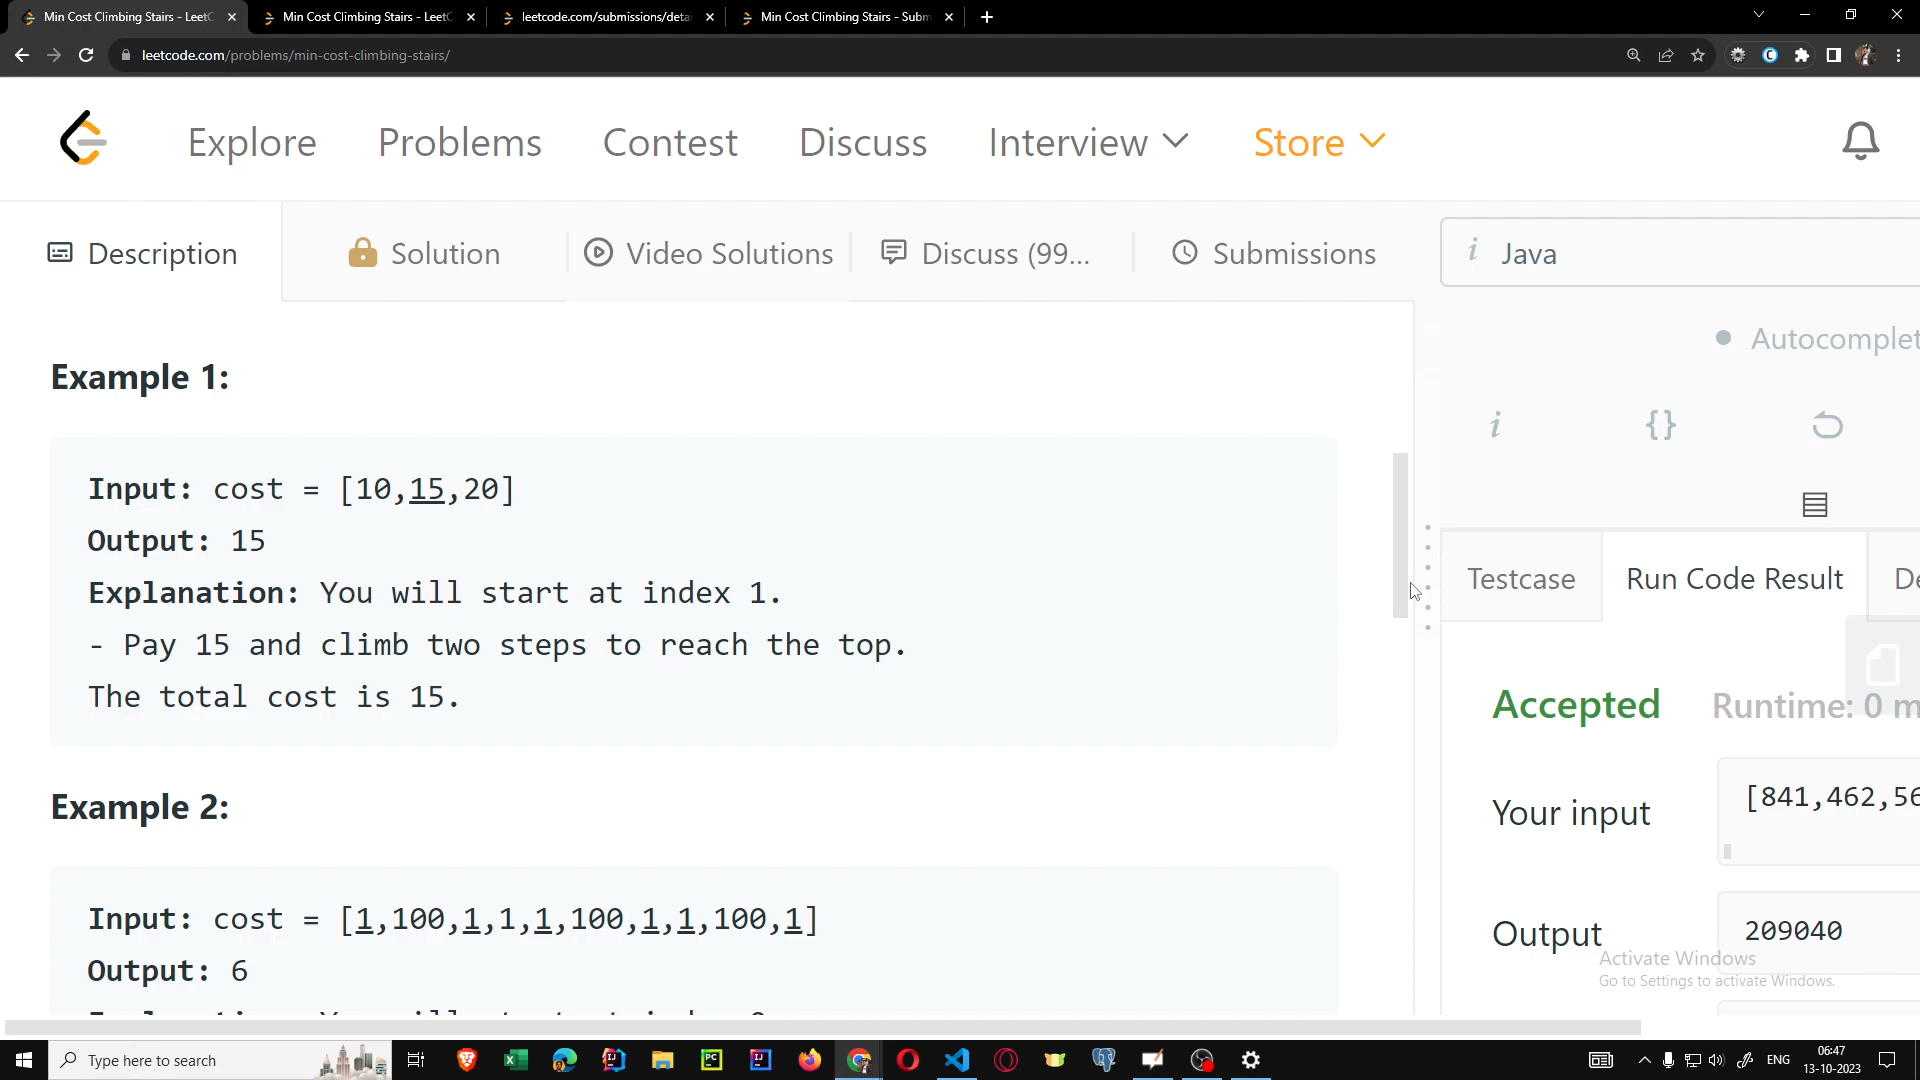 Min Cost Climbing Stairs - LeetC
Min Cost Climbing Stairs - LeetC
leetcode.com/submissions/detai
Min Cost Climbing Stairs - Subm
leetcode.com/problems/min-cost-climbing-stairs/
Explore Problems Contest Discuss Interview Store
Description Solution Video Solutions Discuss (99... Submissions
i Java
Autocomplet
i {}
Example 1:
Input: cost = [10,15,20]
Output: 15
Explanation: You will start at index 1.
- Pay 15 and climb two steps to reach the top.
The total cost is 15.
Example 2:
Input: cost = [1,100,1,1,1,100,1,1,100,1]
Output: 6
Testcase Run Code Result De
Accepted Runtime: 0 m
Your input [841,462,56
Output 209040
Activate Windows
Go to Settings to activate Windows.
Type here to search
ENG
06:47
13-10-2023